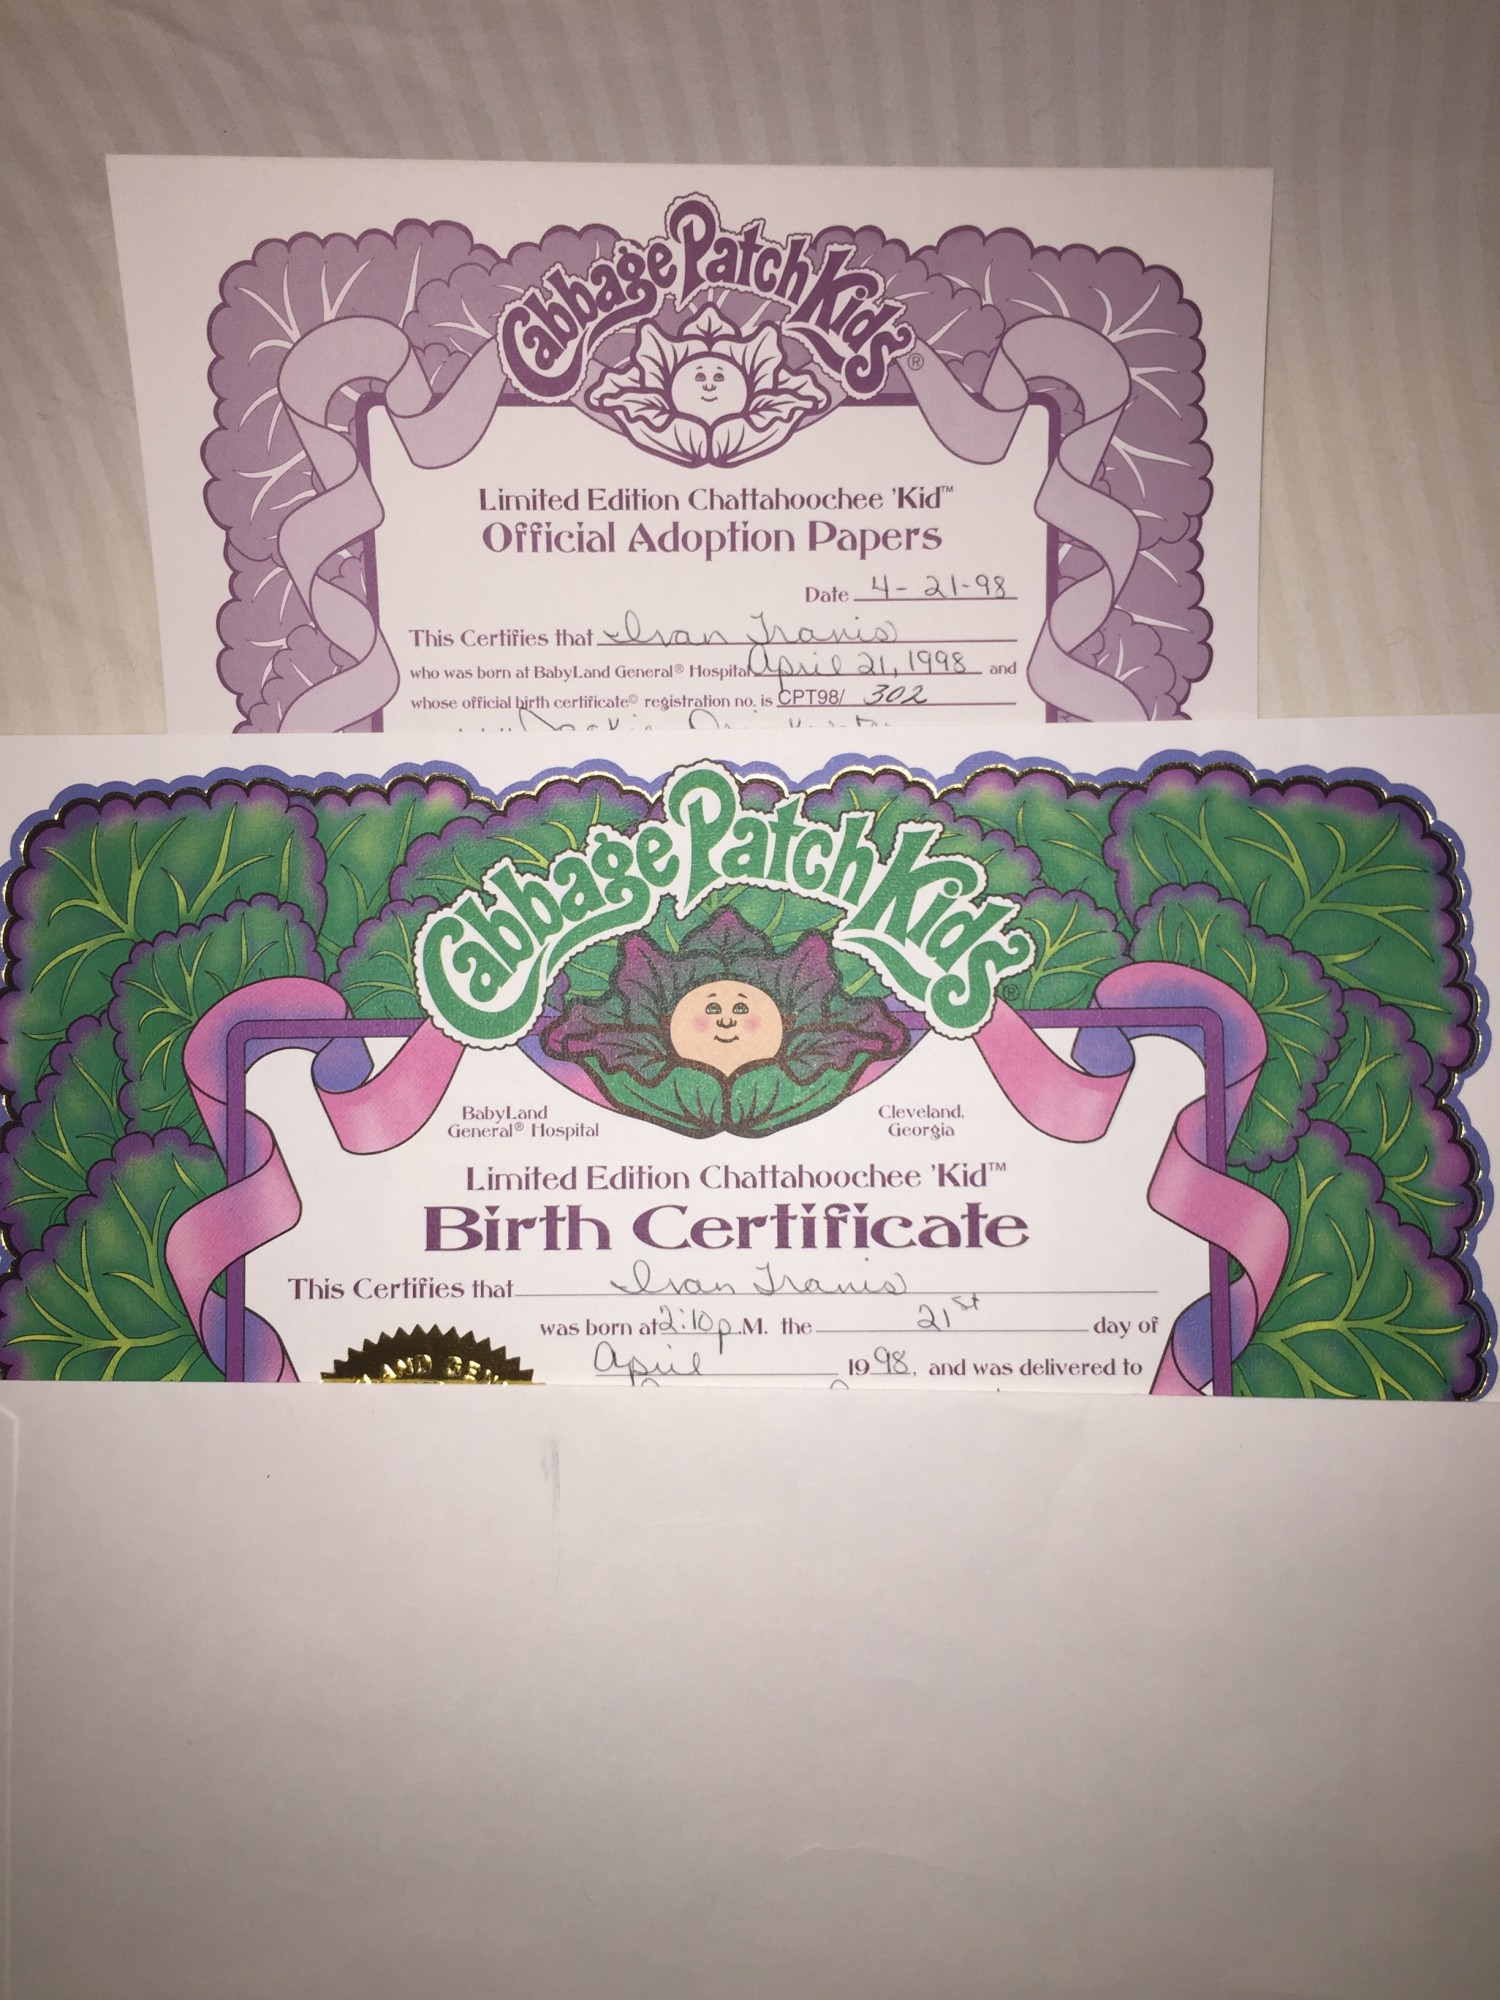 Cabbage Patch Kids®
Limited Edition Chattahoochee 'Kid™
Official Adoption Papers
Date 4-21-98
This Certifies that Ivan Travis
who was born at BabyLand General® Hospital April 21, 1998 and
whose official birth certificate© registration no. is CPT98/ 302
Cabbage Patch Kids®
BabyLand
General® Hospital
Cleveland,
Georgia
Limited Edition Chattahoochee 'Kid™
Birth Certificate
This Certifies that Ivan Travis
was born at 2:10 p.M. the 21st day of
April 1998, and was delivered to
AND GEN